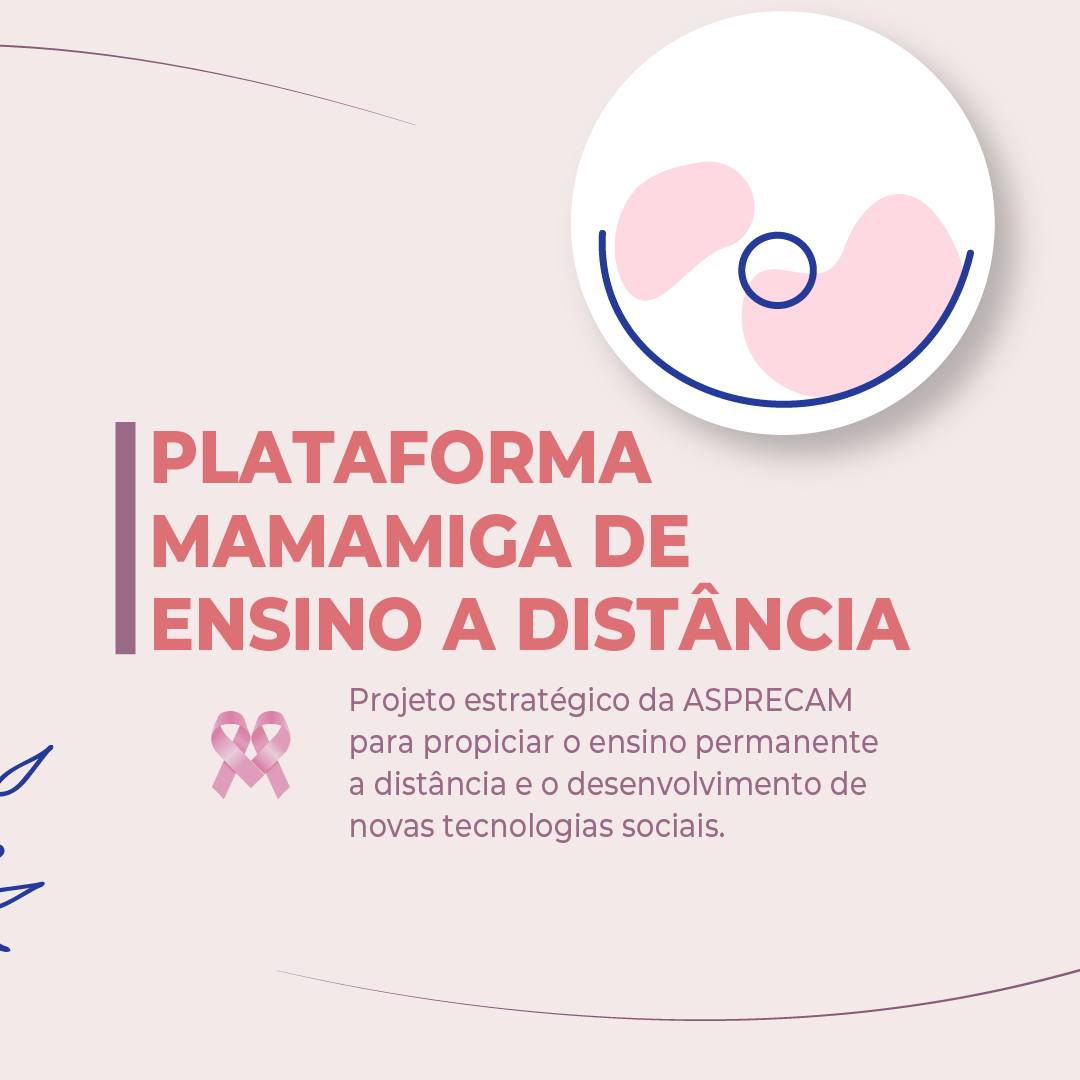 PLATAFORMA
MAMAMIGA DE
ENSINO A DISTÂNCIA
Projeto estratégico da ASPRECAM
para propiciar o ensino permanente
a distância e o desenvolvimento de
novas tecnologias sociais.